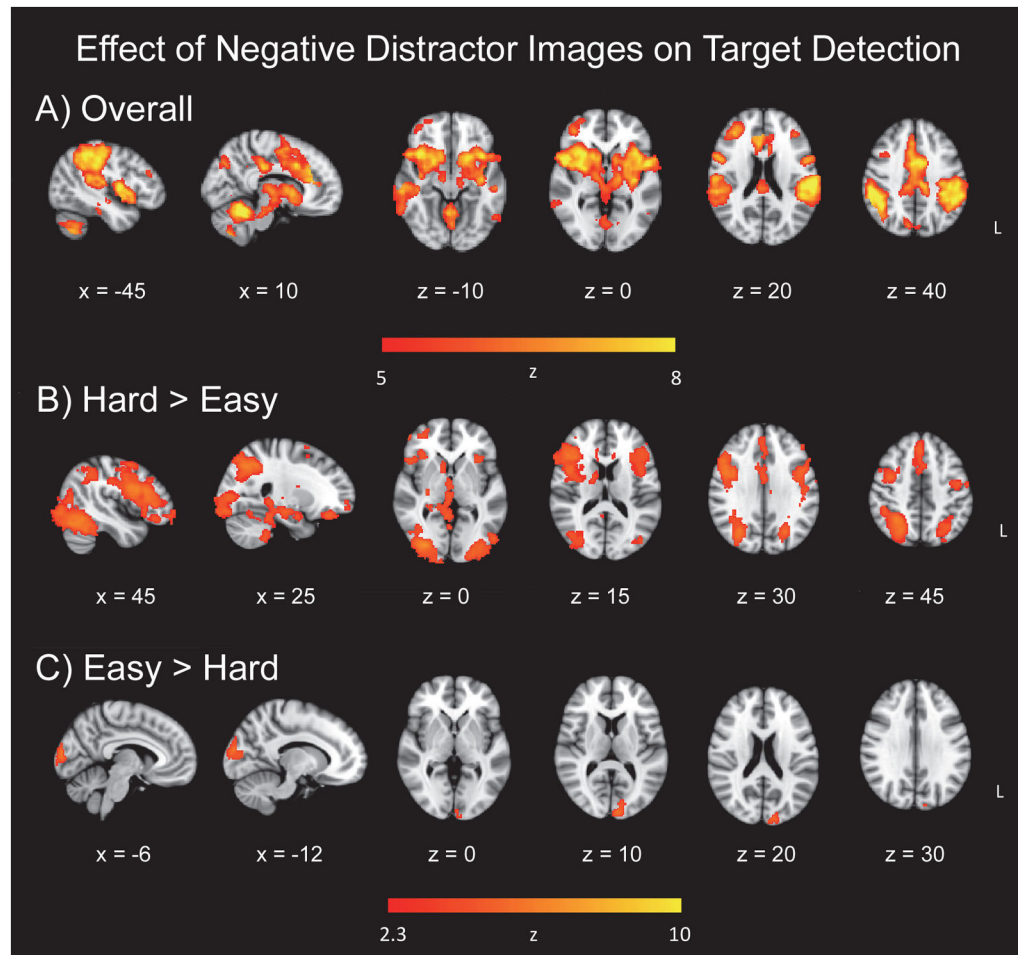 Effect of Negative Distractor Images on Target Detection
A) Overall
L
x = -45 x = 10 z = -10 z = 0 z = 20 z = 40
5 z 8
B) Hard > Easy
L
x = 45 x = 25 z = 0 z = 15 z = 30 z = 45
C) Easy > Hard
L
x = -6 x = -12 z = 0 z = 10 z = 20 z = 30
2.3 z 10